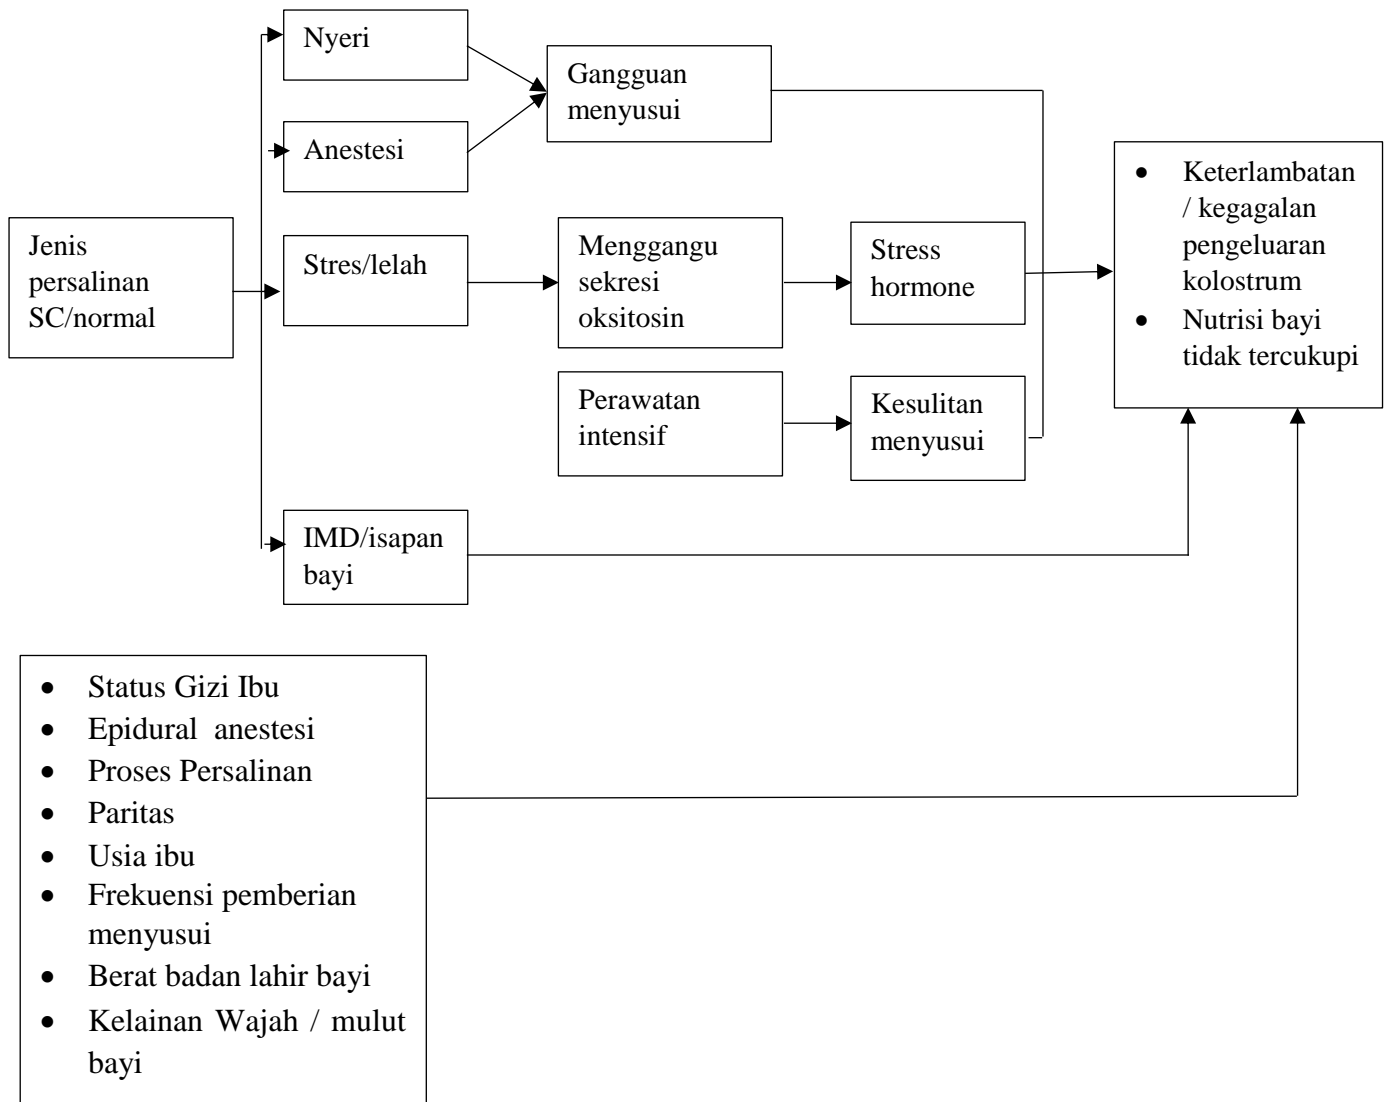 Nyeri
Gangguan
menyusui
Anestesi
Jenis
persalinan
SC/normal
Stres/lelah
Menggangu
sekresi
oksitosin
Stress
hormone
• Keterlambatan
/ kegagalan
pengeluaran
kolostrum
• Nutrisi bayi
tidak tercukupi
Perawatan
intensif
Kesulitan
menyusui
IMD/isapan
bayi
• Status Gizi Ibu
• Epidural anestesi
• Proses Persalinan
• Paritas
• Usia ibu
• Frekuensi pemberian
menyusui
• Berat badan lahir bayi
• Kelainan Wajah / mulut
bayi